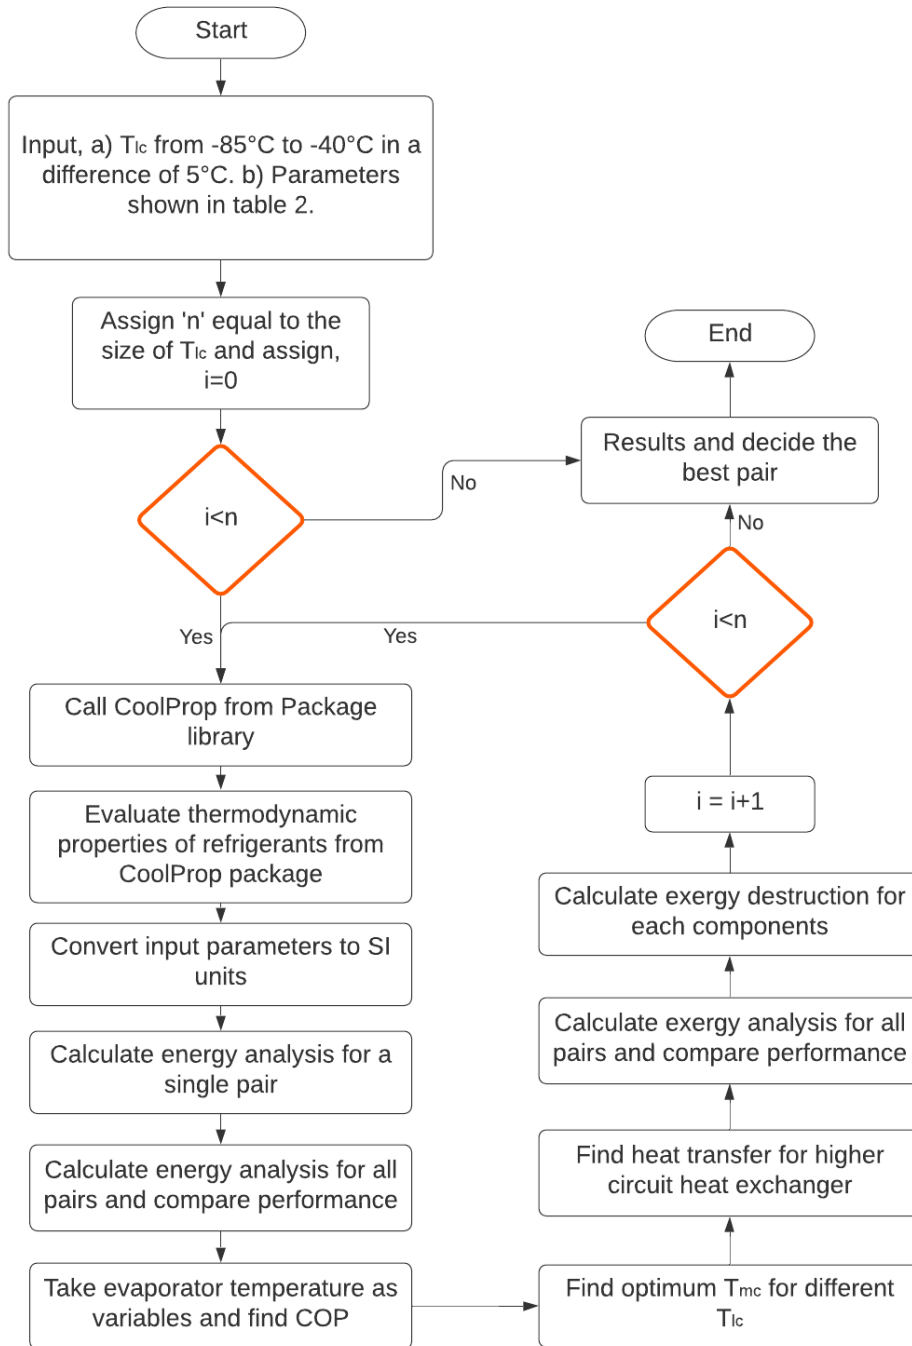 Start
Input, a) Tlc from -85°C to -40°C in a
difference of 5°C. b) Parameters
shown in table 2.
Assign 'n' equal to the
size of Tlc and assign,
i=0
i<n
No
Yes
Call CoolProp from Package
library
Evaluate thermodynamic
properties of refrigerants from
CoolProp package
Convert input parameters to SI
units
Calculate energy analysis for a
single pair
Calculate energy analysis for all
pairs and compare performance
Take evaporator temperature as
variables and find COP
Find optimum Tmc for different
Tlc
Find heat transfer for higher
circuit heat exchanger
Calculate exergy analysis for all
pairs and compare performance
Calculate exergy destruction for
each components
i = i+1
i<n
Yes
No
Results and decide the
best pair
End